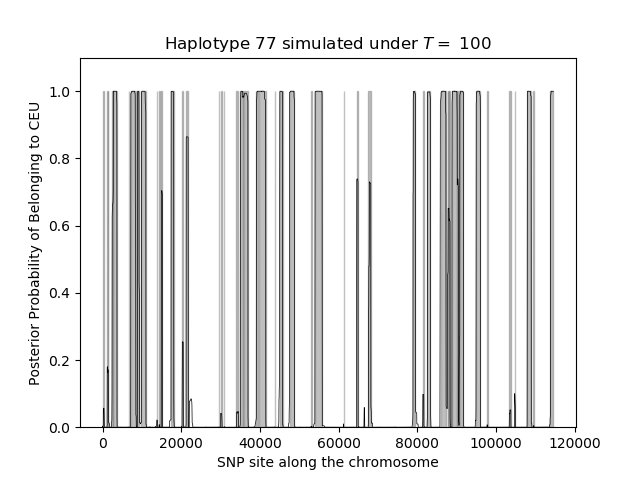 Haplotype 77 simulated under T = 100
Posterior Probability of Belonging to CEU
1.0
0.8
0.6
0.4
0.2
0.0
0 20000 40000 60000 80000 100000 120000
SNP site along the chromosome